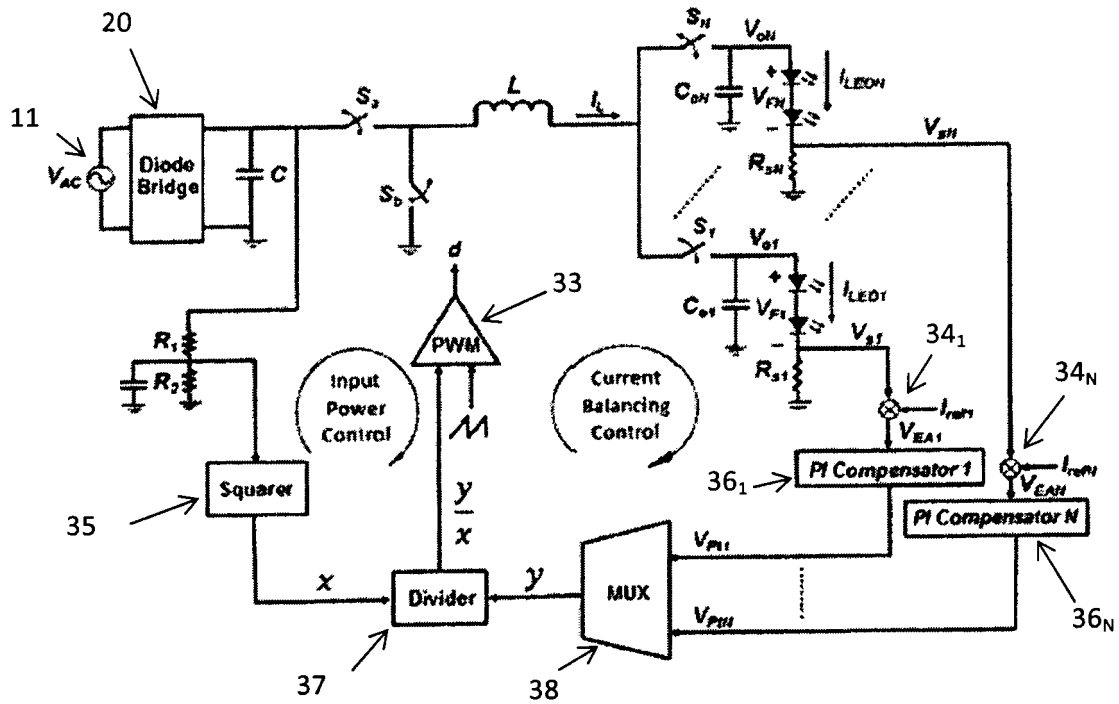 20
11
V_AC
Diode
Bridge
C
S_a
S_b
L
i_L
S_N
V_oN
C_oN
+
V_FN
−
I_LEDN
R_sN
V_sN
S_1
V_o1
C_o1
+
V_F1
−
I_LED1
R_s1
V_s1
34_1
34_N
I_ref1
V_EA1
I_refN
V_EAN
PI Compensator 1
PI Compensator N
36_1
36_N
d
PWM
33
Input
Power
Control
Current
Balancing
Control
R_1
R_2
Squarer
35
x
y
x
Divider
37
y
MUX
38
V_PI1
V_PIN